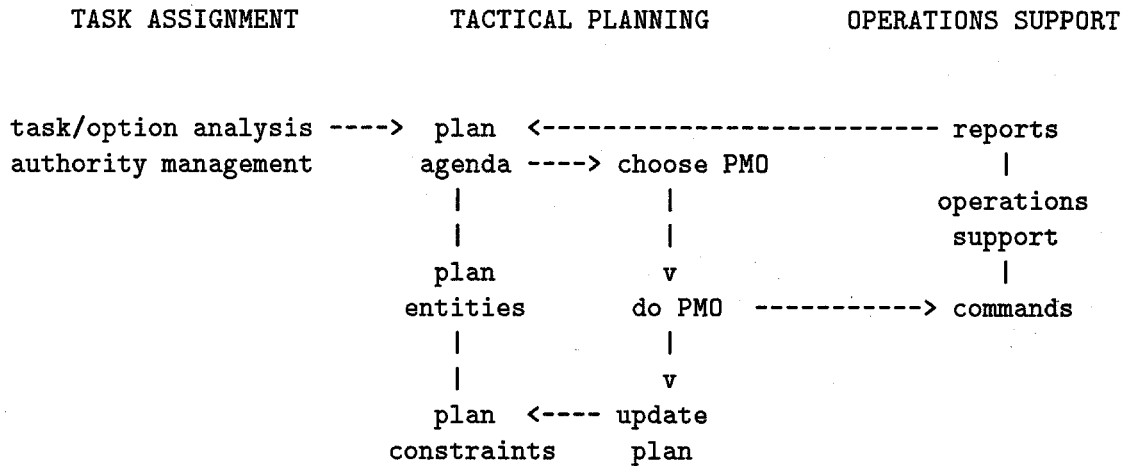 TASK ASSIGNMENT TACTICAL PLANNING OPERATIONS SUPPORT
task/option analysis ----> plan <-------------------------- reports
authority management agenda ----> choose PMO |
| | operations
| | support
plan v |
entities do PMO -----------> commands
| |
| v
plan <---- update
constraints plan